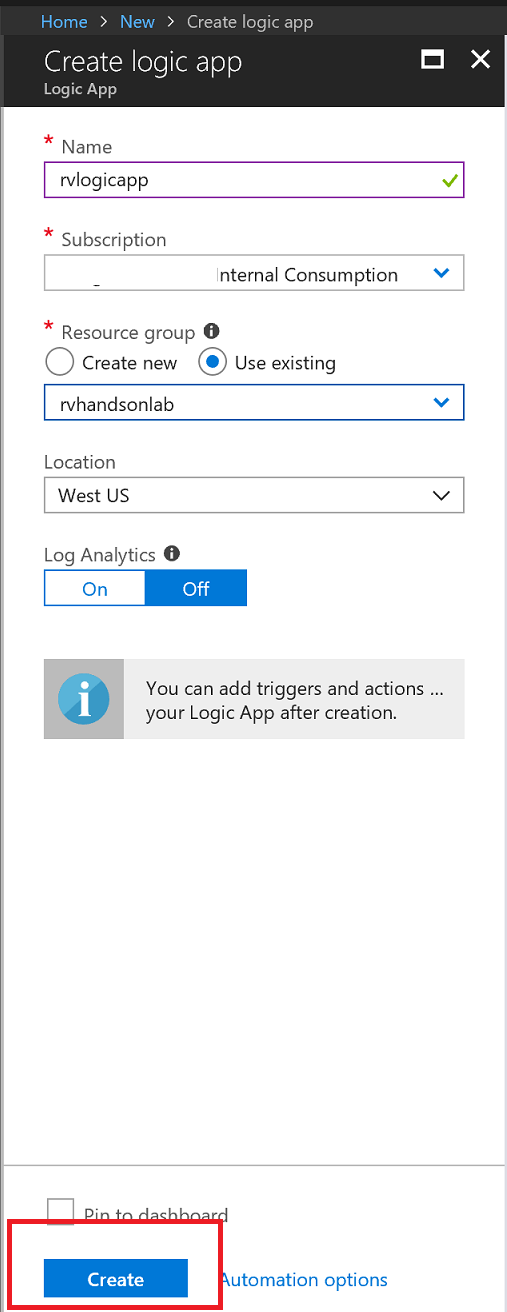 Home > New > Create logic app
Create logic app
Logic App
* Name
rvlogicapp
* Subscription
Internal Consumption
* Resource group
Create new Use existing
rvhandsonlab
Location
West US
Log Analytics
On Off
You can add triggers and actions ...
your Logic App after creation.
Pin to dashboard
Create Automation options